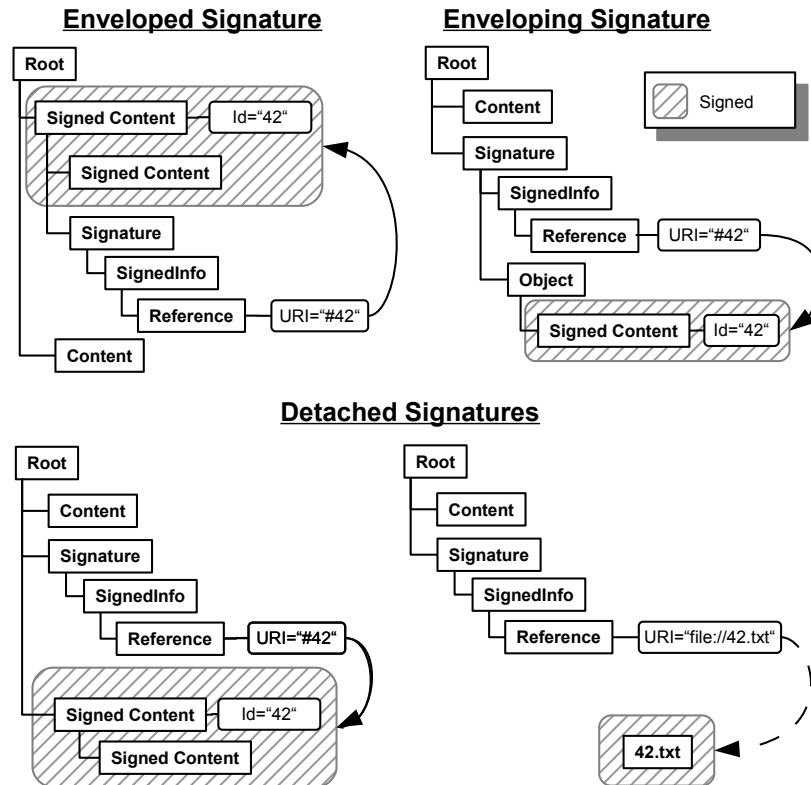 Enveloped Signature
Root
Signed Content
Id=“42“
Signed Content
Signature
SignedInfo
Reference
URI=“#42“
Content
Enveloping Signature
Root
Content
Signature
SignedInfo
Reference
URI=“#42“
Object
Signed Content
Id=“42“
Signed
Detached Signatures
Root
Content
Signature
SignedInfo
Reference
URI=“#42“
Signed Content
Id=“42“
Signed Content
Root
Content
Signature
SignedInfo
Reference
URI=“file://42.txt“
42.txt